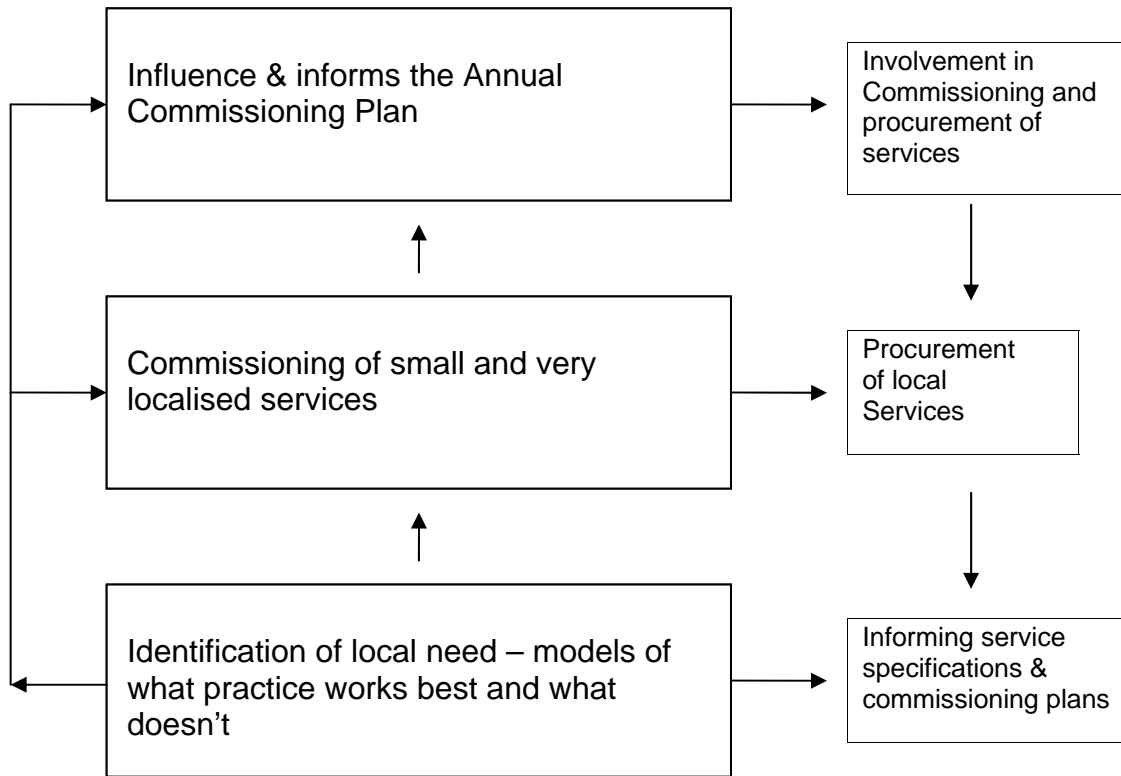 Influence & informs the Annual
Commissioning Plan
Involvement in
Commissioning and
procurement of
services
Commissioning of small and very
localised services
Procurement
of local
Services
Identification of local need – models of
what practice works best and what
doesn’t
Informing service
specifications &
commissioning plans